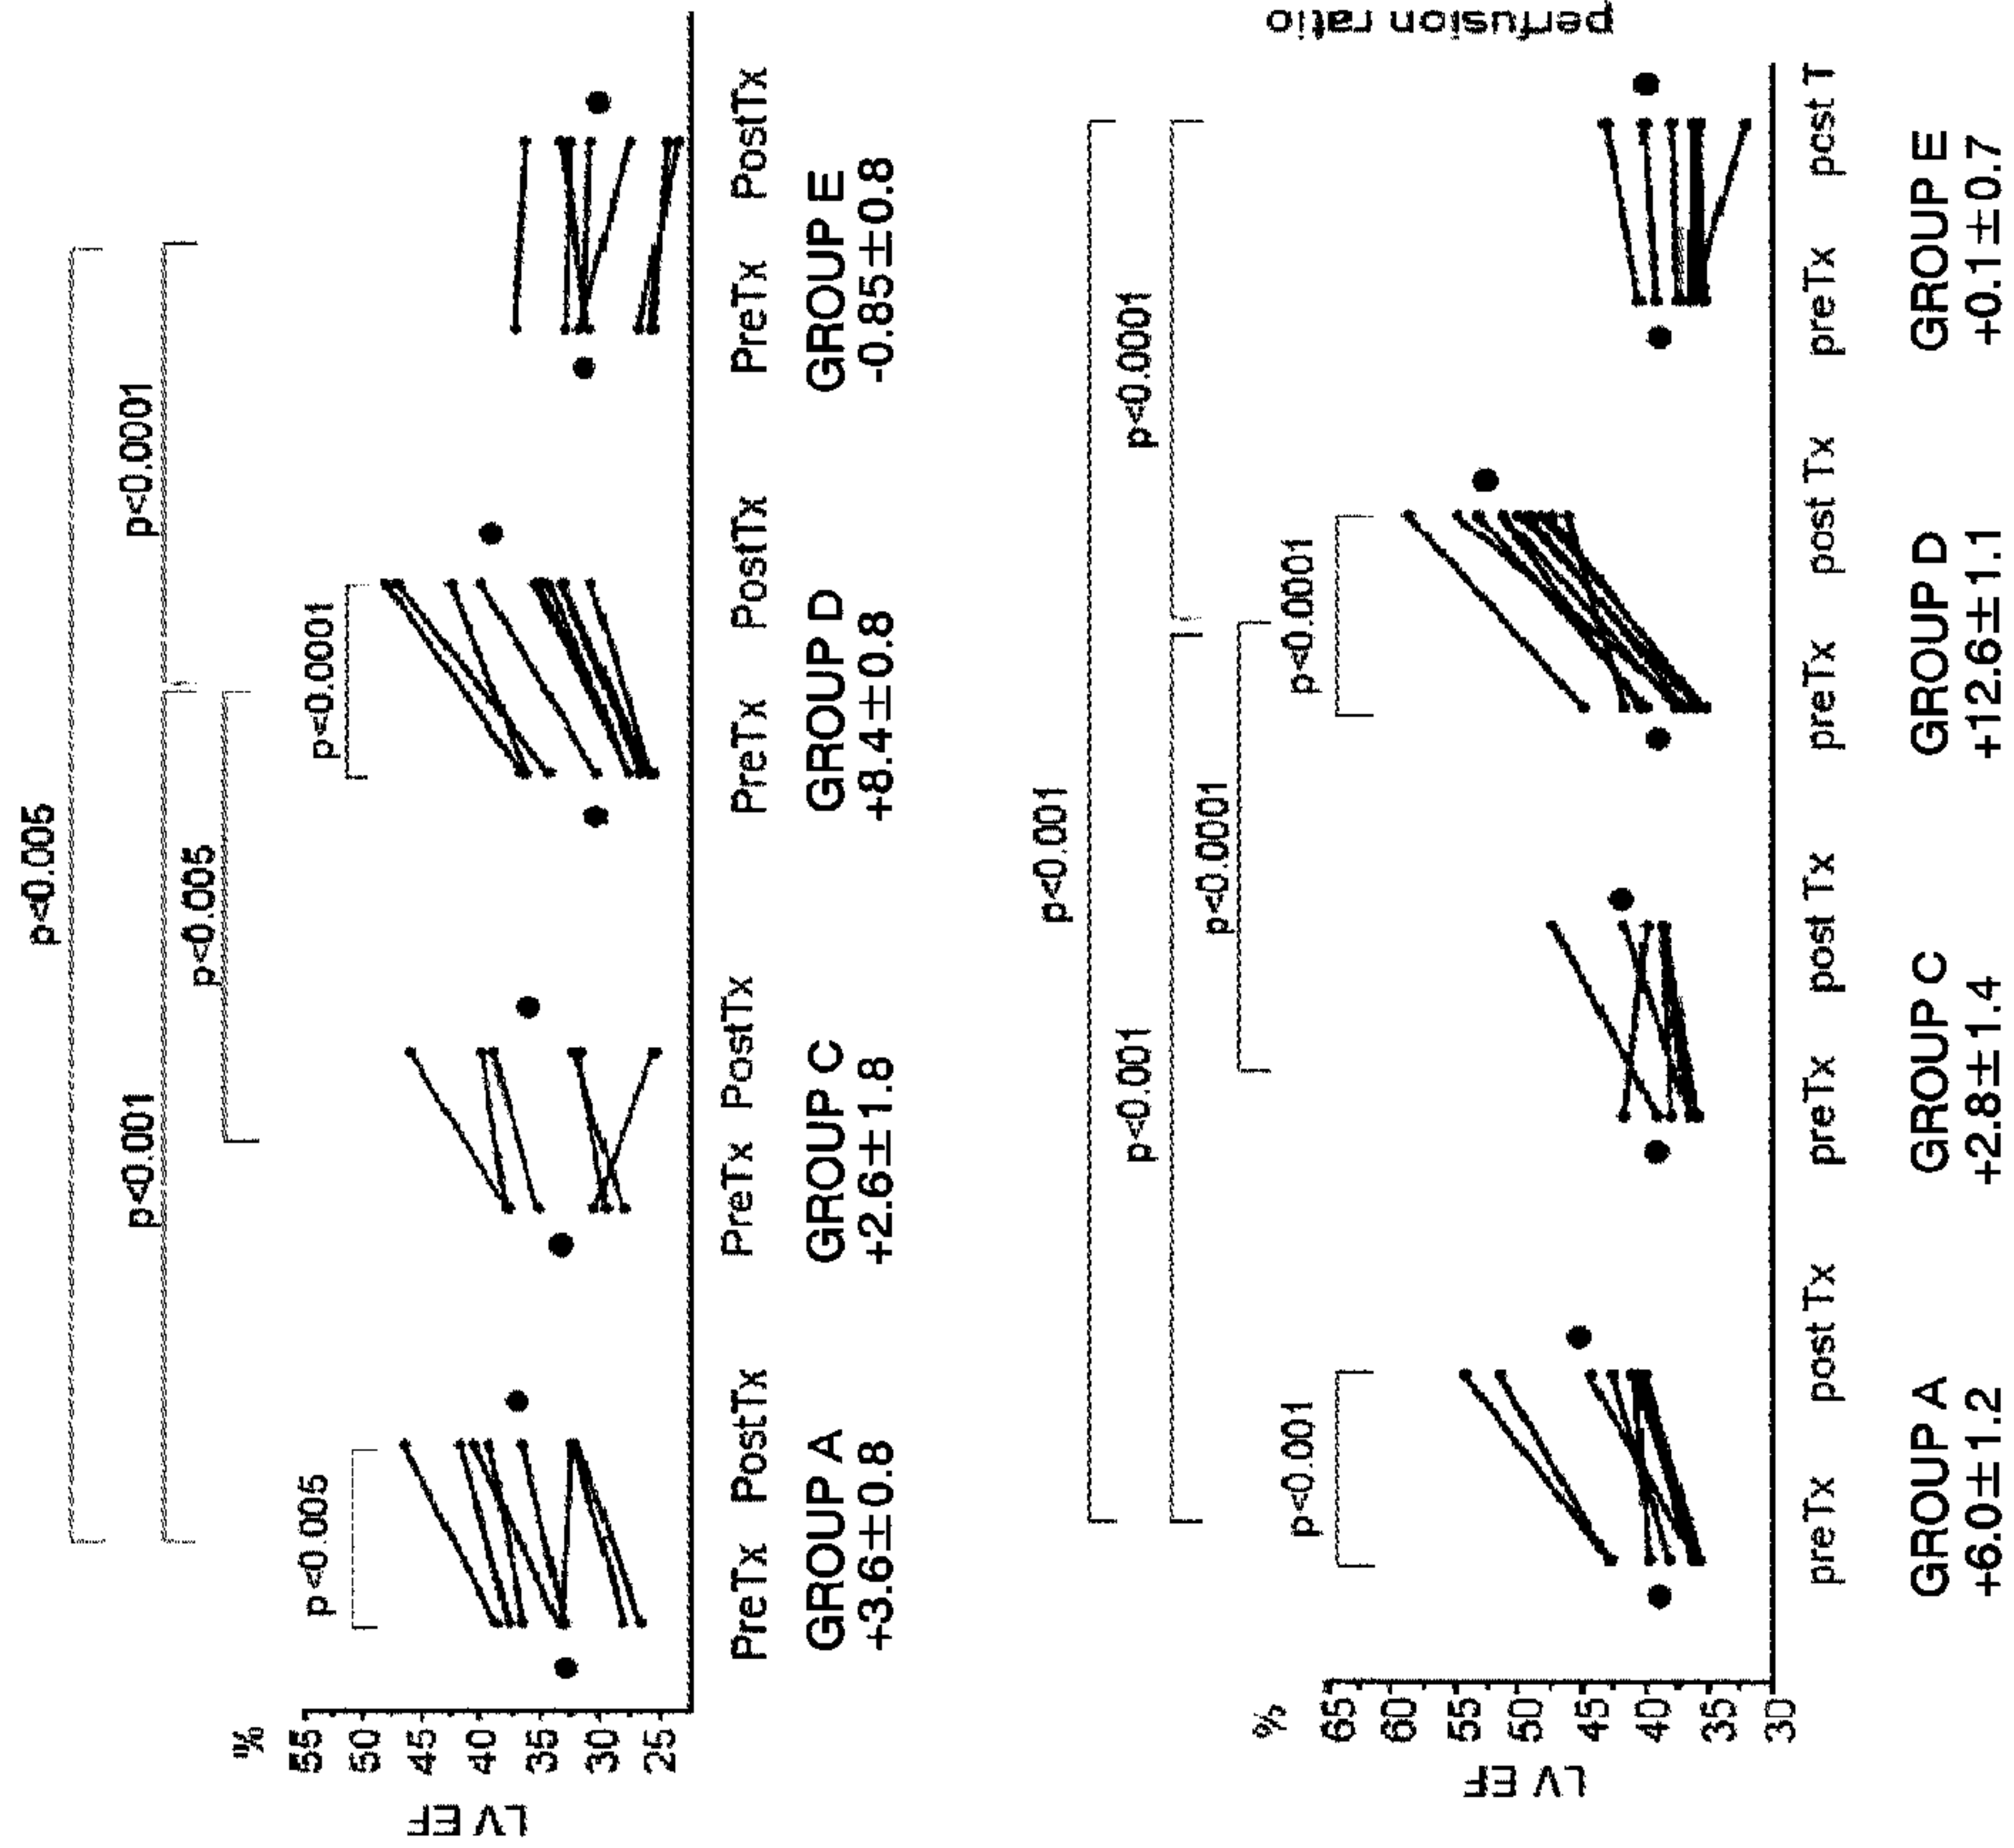 p<0.005
p<0.001
p<0.0001
p<0.005
p<0.005
p<0.0001
%
55
50
45
40
35
30
25
LV EF
PreTx PostTx
PreTx PostTx
PreTx PostTx
PreTx PostTx
GROUP A
GROUP C
GROUP D
GROUP E
+3.6±0.8
+2.6±1.8
+8.4±0.8
-0.85±0.8
p<0.001
p<0.001
p<0.0001
p<0.0001
p<0.001
p<0.0001
%
65
60
55
50
45
40
35
30
LV EF
perfusion ratio
preTx post Tx
preTx post Tx
preTx post Tx
preTx post T
GROUP A
GROUP C
GROUP D
GROUP E
+6.0±1.2
+2.8±1.4
+12.6±1.1
+0.1±0.7